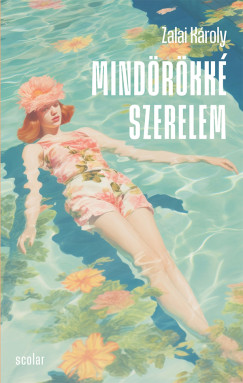 Zalai Károly
MINDÖRÖKKÉ
SZERELEM
scolar